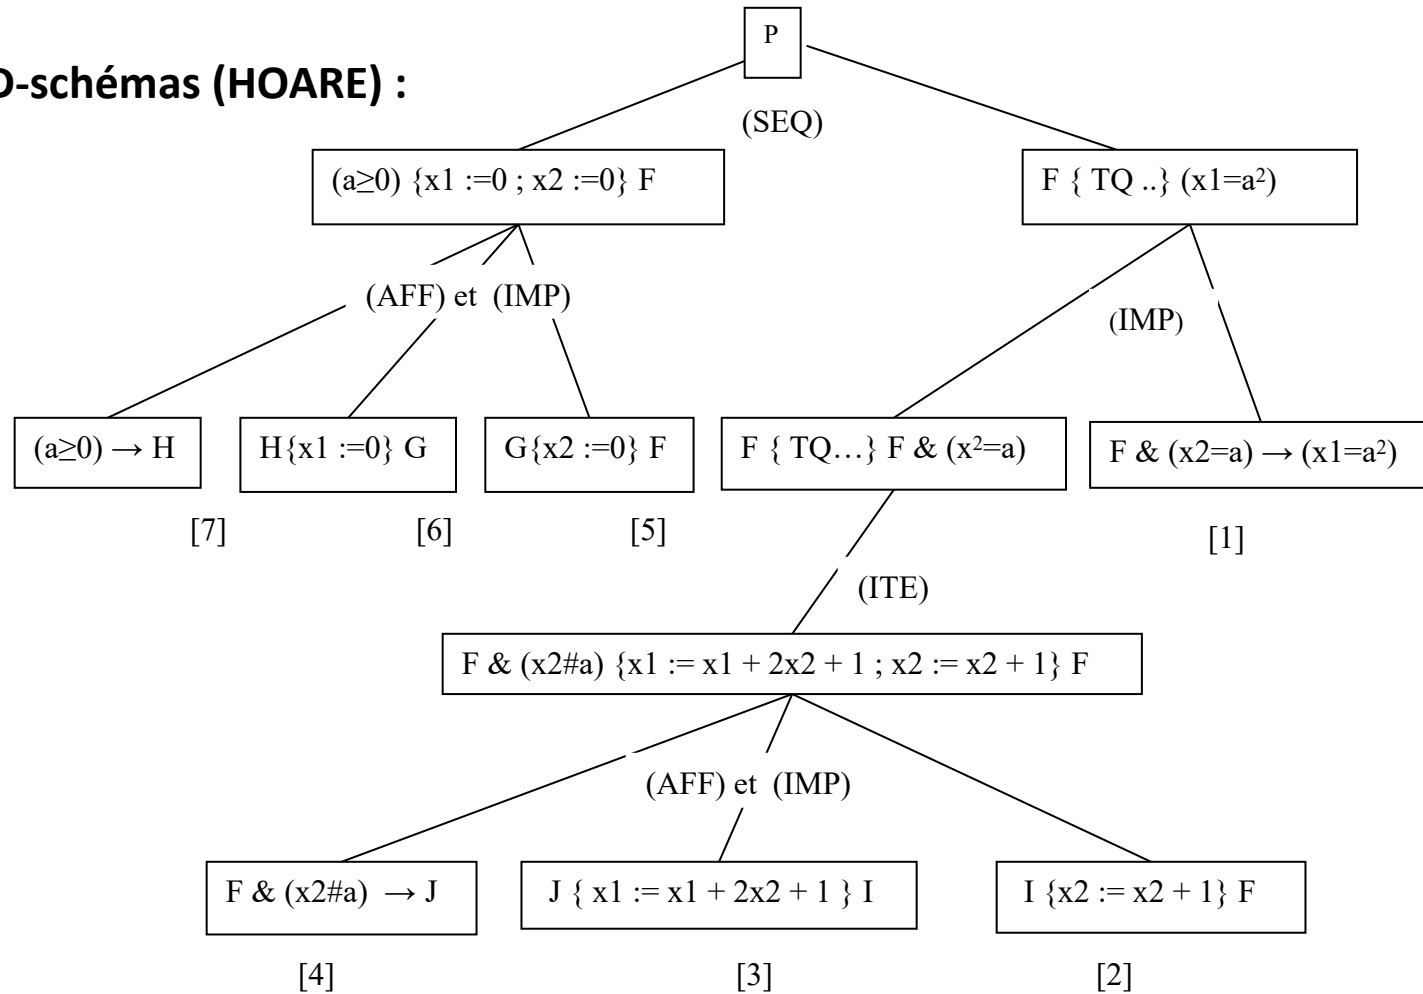 P
D-schémas (HOARE) :
(SEQ)
(a≥0) {x1 :=0 ; x2 :=0} F
F { TQ ..} (x1=a²)
(AFF) et (IMP)
(IMP)
(a≥0) → H
H{x1 :=0} G
G{x2 :=0} F
F { TQ…} F & (x²=a)
F & (x2=a) → (x1=a²)
[7]
[6]
[5]
[1]
(ITE)
F & (x2#a) {x1 := x1 + 2x2 + 1 ; x2 := x2 + 1} F
(AFF) et (IMP)
F & (x2#a) → J
J { x1 := x1 + 2x2 + 1 } I
I {x2 := x2 + 1} F
[4]
[3]
[2]